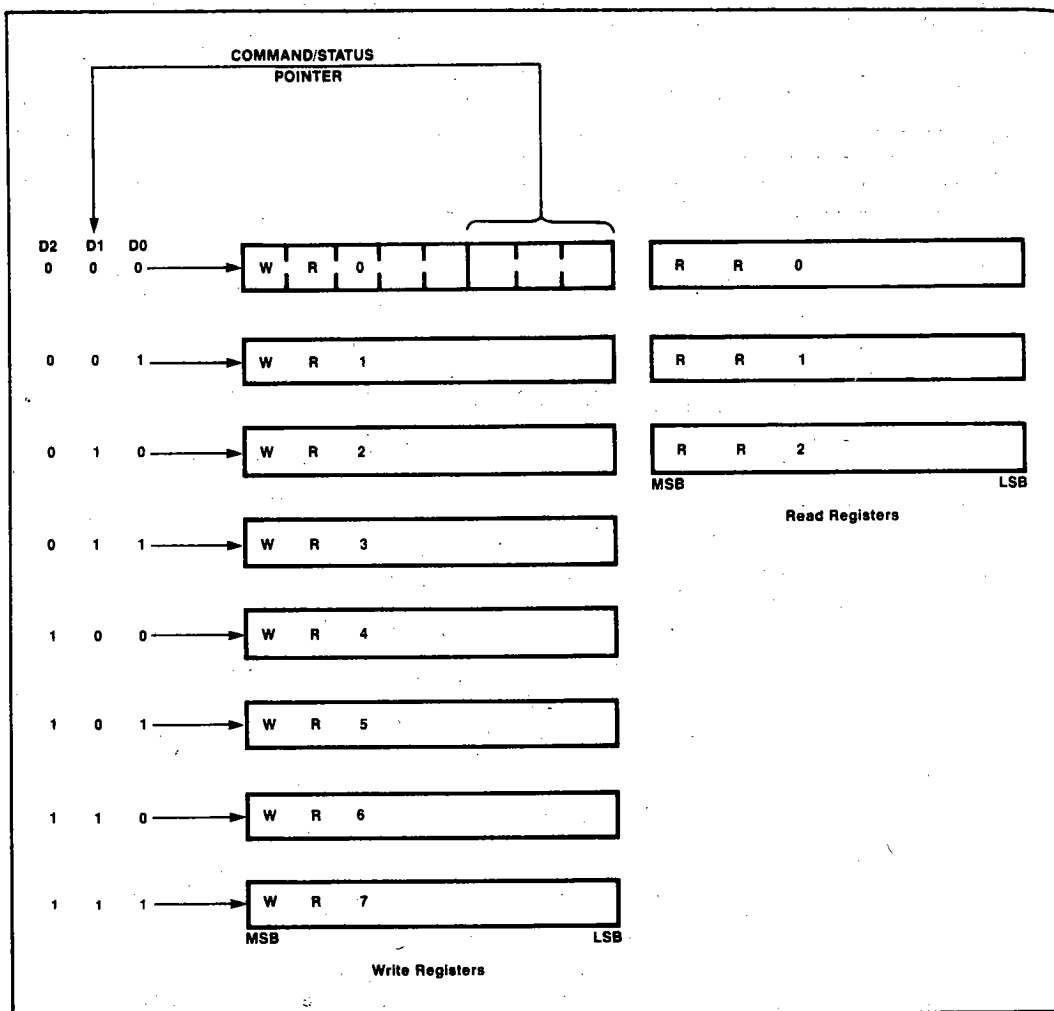 COMMAND/STATUS
POINTER
D2 D1 D0
0 0 0 W R 0 R R 0
0 0 1 W R 1 R R 1
0 1 0 W R 2 R R 2
MSB LSB
Read Registers
0 1 1 W R 3
1 0 0 W R 4
1 0 1 W R 5
1 1 0 W R 6
1 1 1 W R 7
MSB LSB
Write Registers